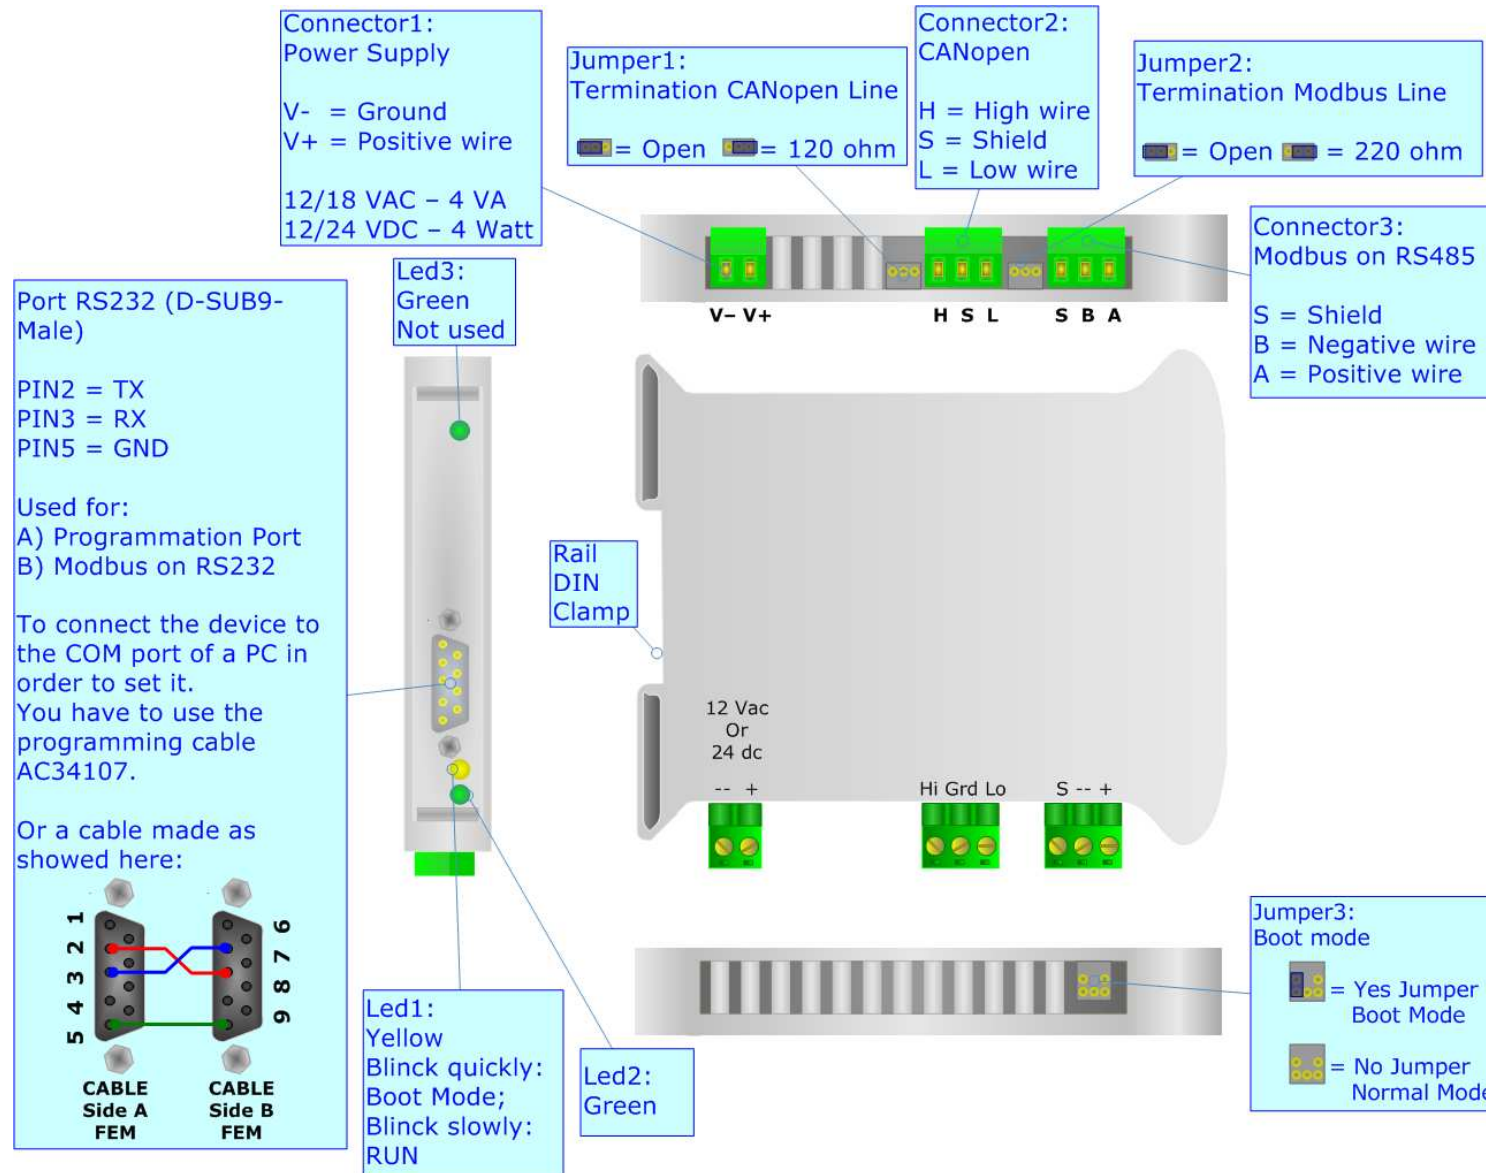 Connector1:
Power Supply
V- = Ground
V+ = Positive wire
12/18 VAC – 4 VA
12/24 VDC – 4 Watt
Jumper1:
Termination CANopen Line
= Open = 120 ohm
Connector2:
CANopen
H = High wire
S = Shield
L = Low wire
Jumper2:
Termination Modbus Line
= Open = 220 ohm
Connector3:
Modbus on RS485
S = Shield
B = Negative wire
A = Positive wire
V– V+
H S L
S B A
Led3:
Green
Not used
Port RS232 (D-SUB9-
Male)
PIN2 = TX
PIN3 = RX
PIN5 = GND
Used for:
A) Programmation Port
B) Modbus on RS232
To connect the device to
the COM port of a PC in
order to set it.
You have to use the
programming cable
AC34107.
Or a cable made as
showed here:
1
2
3
4
5
6
7
8
9
CABLE
Side A
FEM
CABLE
Side B
FEM
Rail
DIN
Clamp
12 Vac
Or
24 dc
-- +
Hi Grd Lo
S -- +
Led1:
Yellow
Blinck quickly:
Boot Mode;
Blinck slowly:
RUN
Led2:
Green
Jumper3:
Boot mode
= Yes Jumper
Boot Mode
= No Jumper
Normal Mode